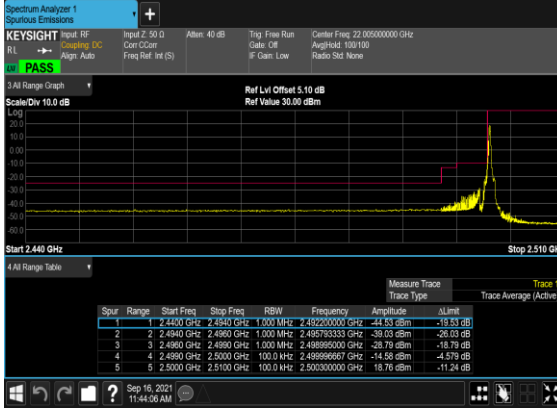 Spectrum Analyzer 1
Spurious Emissions
+
KEYSIGHT Input: RF Input Z: 50 Ω Atten: 40 dB Trig: Free Run Center Freq: 22.005000000 GHz
RL Coupling: DC Corr CCorr Gate: Off Avg|Hold: 100/100
Align: Auto Freq Ref: Int (S) IF Gain: Low Radio Std: None
LXI PASS
3 All Range Graph
Ref Lvl Offset 5.10 dB
Scale/Div 10.0 dB Ref Value 30.00 dBm
Log
20.0
10.0
0.00
-10.0
-20.0
-30.0
-40.0
-50.0
-60.0
Start 2.440 GHz Stop 2.510 G
4 All Range Table
Measure Trace Trace 1
Trace Type Trace Average (Active
Spur Range Start Freq Stop Freq RBW Frequency Amplitude ΔLimit
1 1 2.4400 GHz 2.4940 GHz 1.000 MHz 2.492200000 GHz -44.53 dBm -19.53 dB
2 2 2.4940 GHz 2.4960 GHz 1.000 MHz 2.495793333 GHz -39.03 dBm -26.03 dB
3 3 2.4960 GHz 2.4990 GHz 1.000 MHz 2.498995000 GHz -28.79 dBm -18.79 dB
4 4 2.4990 GHz 2.5000 GHz 100.0 kHz 2.499996667 GHz -14.58 dBm -4.579 dB
5 5 2.5000 GHz 2.5100 GHz 100.0 kHz 2.500300000 GHz 18.76 dBm -11.24 dB
? Sep 16, 2021
11:44:06 AM